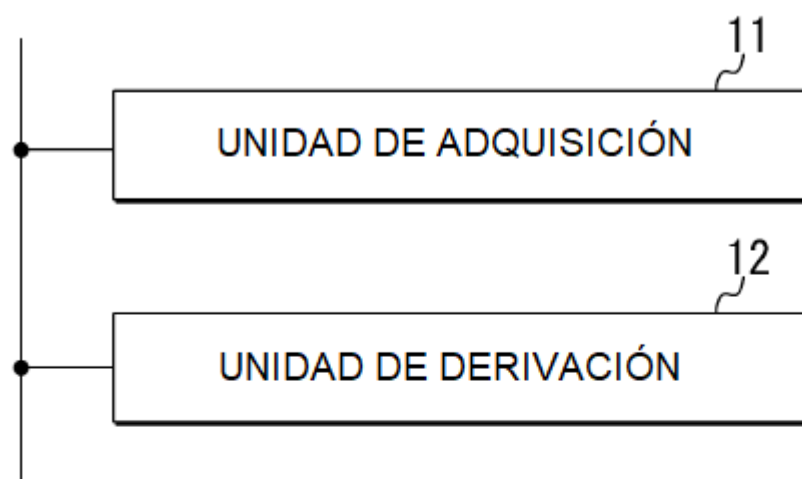 11
UNIDAD DE ADQUISICIÓN
12
UNIDAD DE DERIVACIÓN